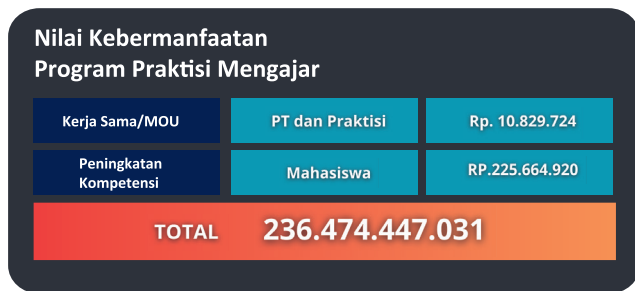 Nilai Kebermanfaatan
Program Praktisi Mengajar
Kerja Sama/MOU
PT dan Praktisi
Rp. 10.829.724
Peningkatan
Kompetensi
Mahasiswa
RP.225.664.920
TOTAL 236.474.447.031